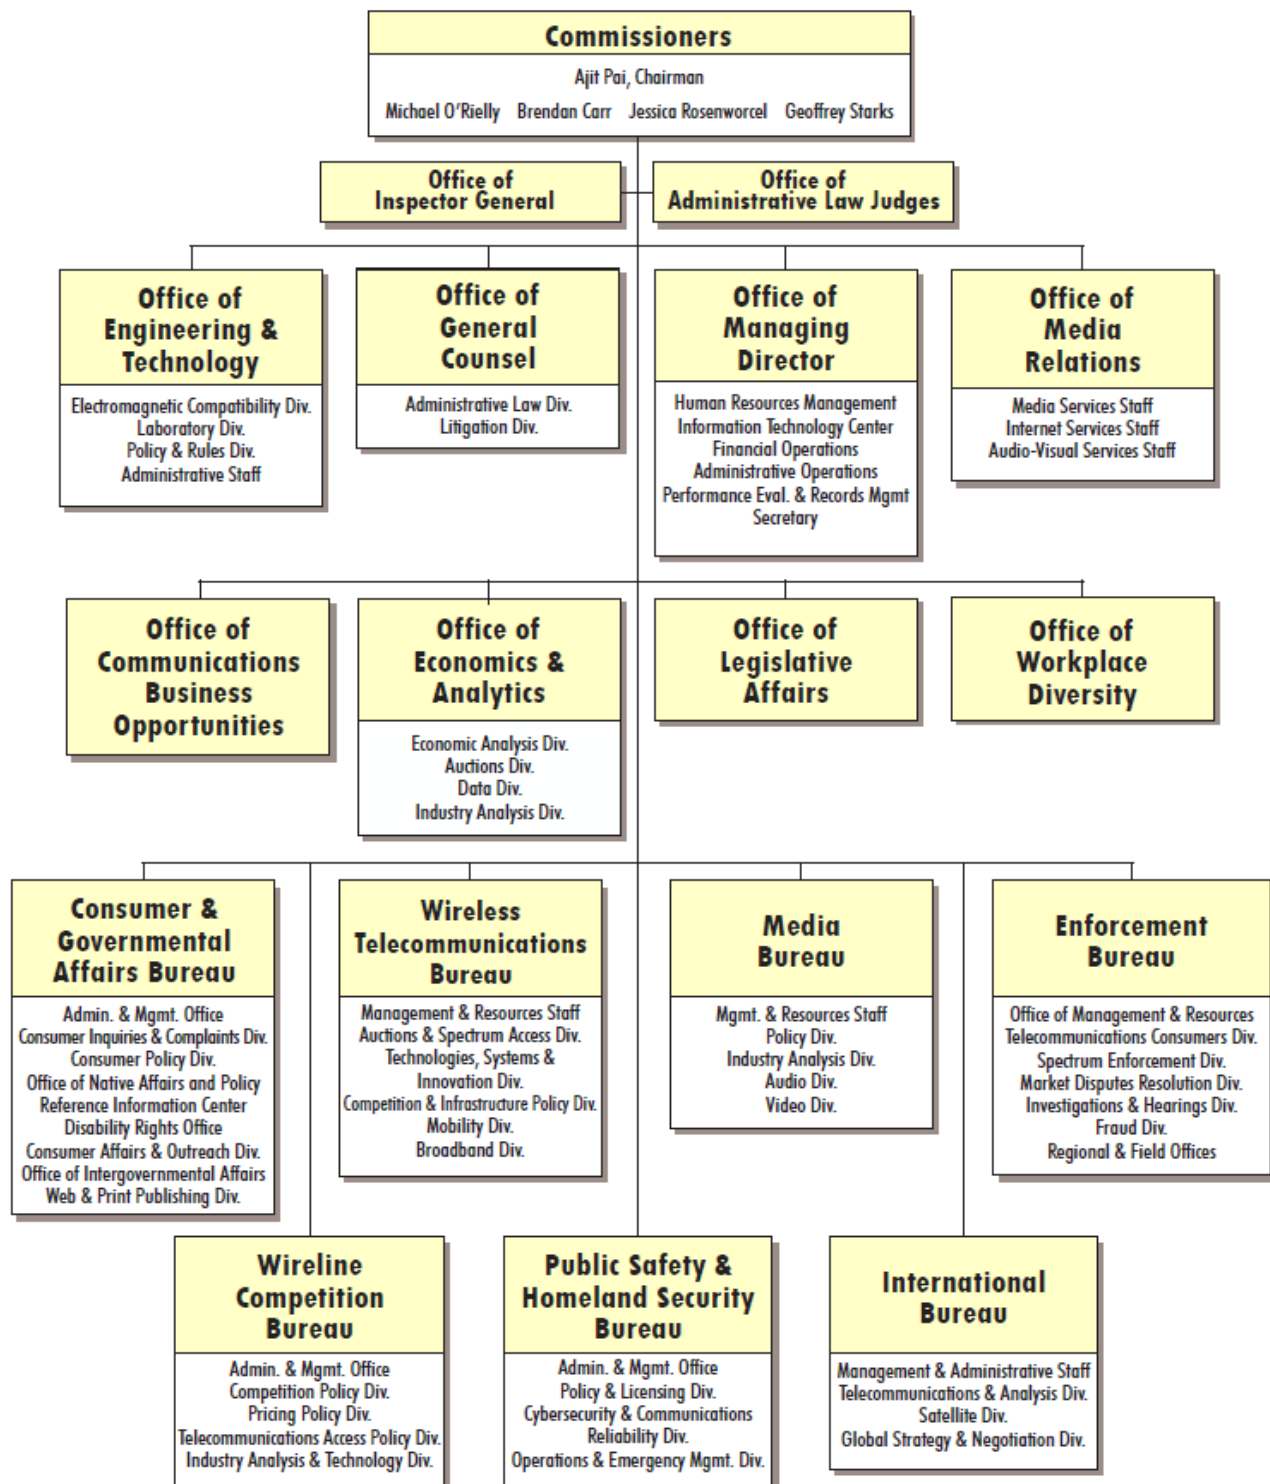 Commissioners
Ajit Pai, Chairman
Michael O'Rielly Brendan Carr Jessica Rosenworcel Geoffrey Starks
Office of
Inspector General
Office of
Administrative Law Judges
Office of
Engineering &
Technology
Electromagnetic Compatibility Div.
Laboratory Div.
Policy & Rules Div.
Administrative Staff
Office of
General
Counsel
Administrative Law Div.
Litigation Div.
Office of
Managing
Director
Human Resources Management
Information Technology Center
Financial Operations
Administrative Operations
Performance Eval. & Records Mgmt
Secretary
Office of
Media
Relations
Media Services Staff
Internet Services Staff
Audio-Visual Services Staff
Office of
Communications
Business
Opportunities
Office of
Economics &
Analytics
Economic Analysis Div.
Auctions Div.
Data Div.
Industry Analysis Div.
Office of
Legislative
Affairs
Office of
Workplace
Diversity
Consumer &
Governmental
Affairs Bureau
Admin. & Mgmt. Office
Consumer Inquiries & Complaints Div.
Consumer Policy Div.
Office of Native Affairs and Policy
Reference Information Center
Disability Rights Office
Consumer Affairs & Outreach Div.
Office of Intergovernmental Affairs
Web & Print Publishing Div.
Wireless
Telecommunications
Bureau
Management & Resources Staff
Auctions & Spectrum Access Div.
Technologies, Systems &
Innovation Div.
Competition & Infrastructure Policy Div.
Mobility Div.
Broadband Div.
Media
Bureau
Mgmt. & Resources Staff
Policy Div.
Industry Analysis Div.
Audio Div.
Video Div.
Enforcement
Bureau
Office of Management & Resources
Telecommunications Consumers Div.
Spectrum Enforcement Div.
Market Disputes Resolution Div.
Investigations & Hearings Div.
Fraud Div.
Regional & Field Offices
Wireline
Competition
Bureau
Admin. & Mgmt. Office
Competition Policy Div.
Pricing Policy Div.
Telecommunications Access Policy Div.
Industry Analysis & Technology Div.
Public Safety &
Homeland Security
Bureau
Admin. & Mgmt. Office
Policy & Licensing Div.
Cybersecurity & Communications
Reliability Div.
Operations & Emergency Mgmt. Div.
International
Bureau
Management & Administrative Staff
Telecommunications & Analysis Div.
Satellite Div.
Global Strategy & Negotiation Div.